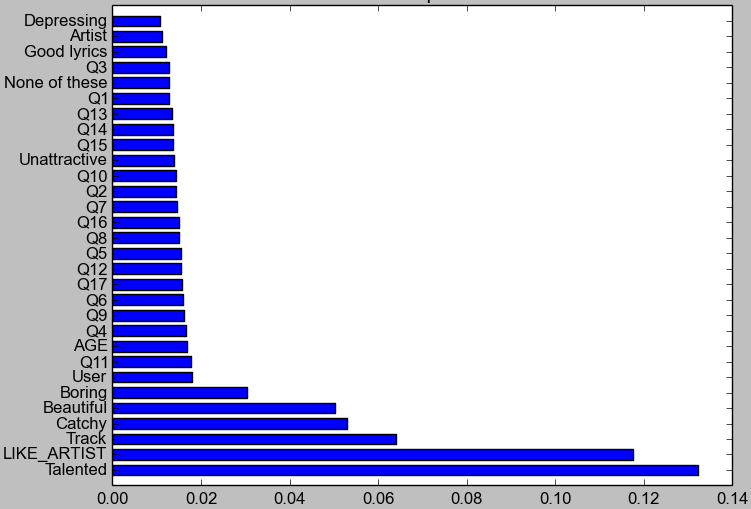 Depressing
Artist
Good lyrics
Q3
None of these
Q1
Q13
Q14
Q15
Unattractive
Q10
Q2
Q7
Q16
Q8
Q5
Q12
Q17
Q6
Q9
Q4
AGE
Q11
User
Boring
Beautiful
Catchy
Track
LIKE_ARTIST
Talented
0.00 0.02 0.04 0.06 0.08 0.10 0.12 0.14